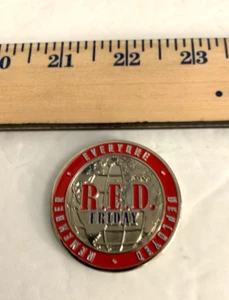 0 21 22 23
REMEMBER • EVERYONE • DEPLOYED
R.E.D.
FRIDAY